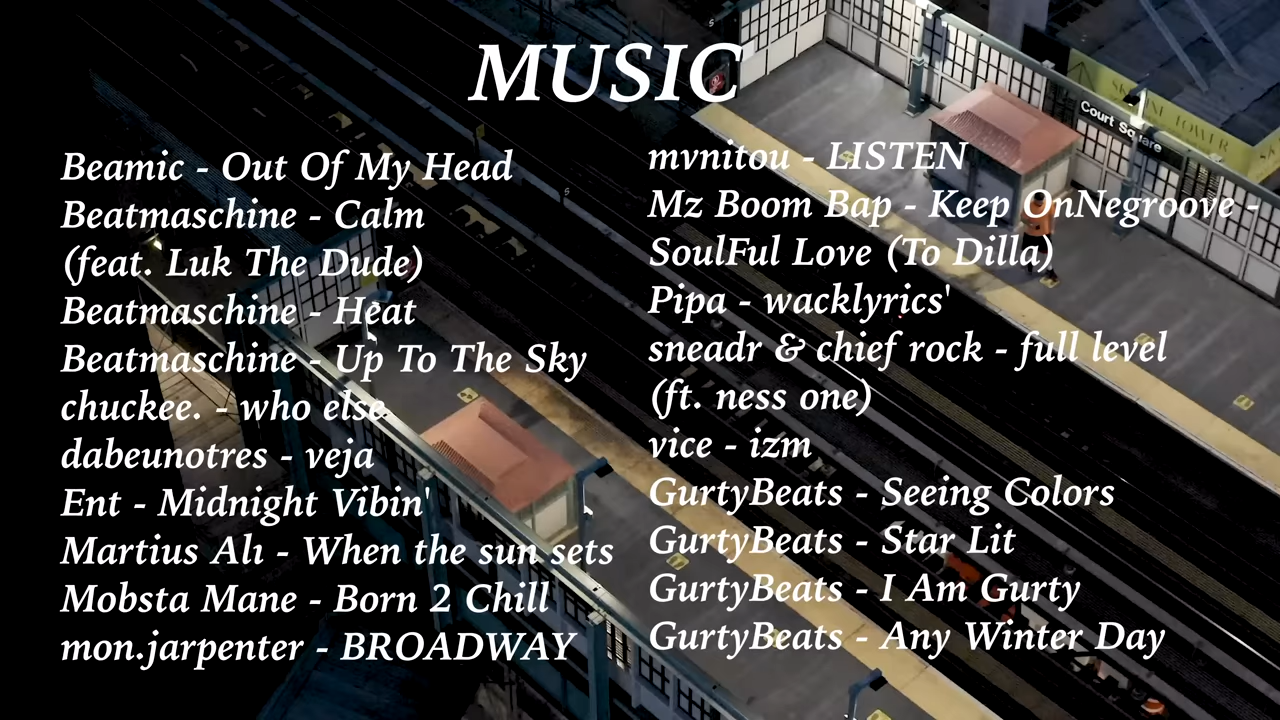 MUSIC
Beamic - Out Of My Head
Beatmaschine - Calm
(feat. Luk The Dude)
Beatmaschine - Heat
Beatmaschine - Up To The Sky
chuckee. - who else
dabeunotres - veja
Ent - Midnight Vibin'
Martius Alı - When the sun sets
Mobsta Mane - Born 2 Chill
mon.jarpenter - BROADWAY
mvnitou - LISTEN
Mz Boom Bap - Keep OnNegroove -
SoulFul Love (To Dilla)
Pipa - wacklyrics'
sneadr & chief rock - full level
(ft. ness one)
vice - izm
GurtyBeats - Seeing Colors
GurtyBeats - Star Lit
GurtyBeats - I Am Gurty
GurtyBeats - Any Winter Day
Court Square
TOWER